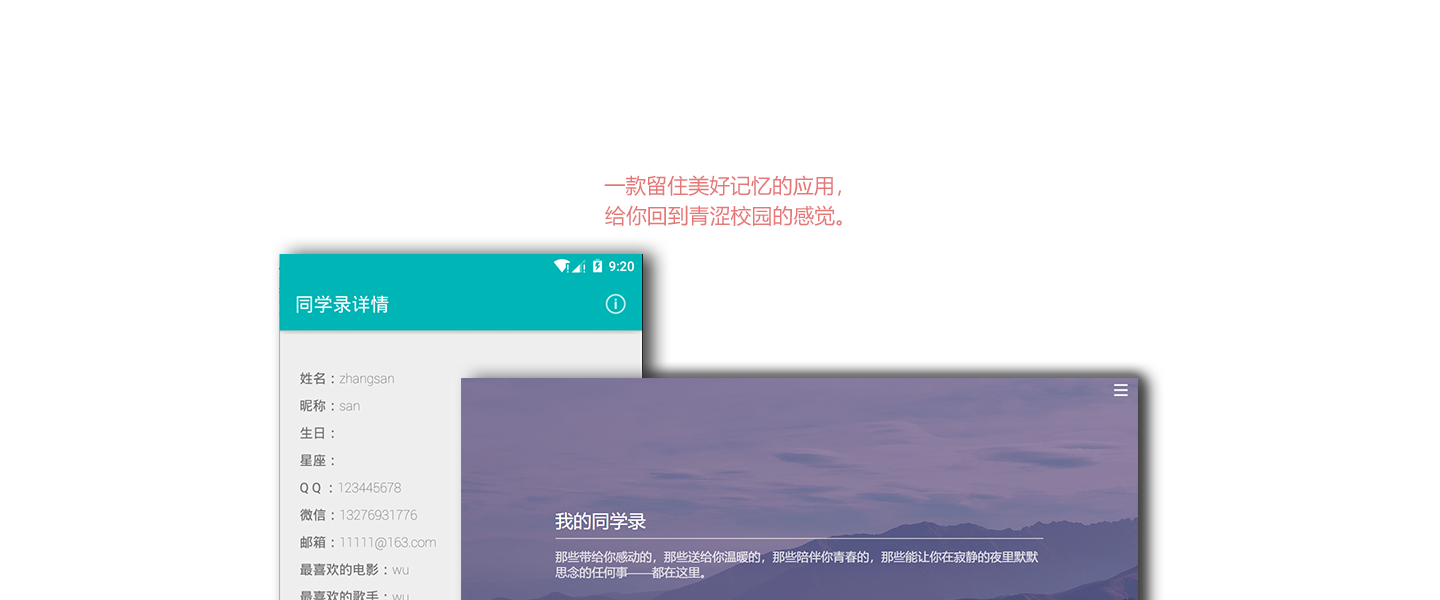 一款留住美好记忆的应用，
给你回到青涩校园的感觉。
9:20
同学录详情
姓名：zhangsan
昵称：san
生日：
星座：
Q Q ：123445678
微信：13276931776
邮箱：11111@163.com
最喜欢的电影：wu
最喜欢的歌手：wu
我的同学录
那些带给你感动的，那些送给你温暖的，那些陪伴你青春的，那些能让你在寂静的夜里默默
思念的任何事——都在这里。